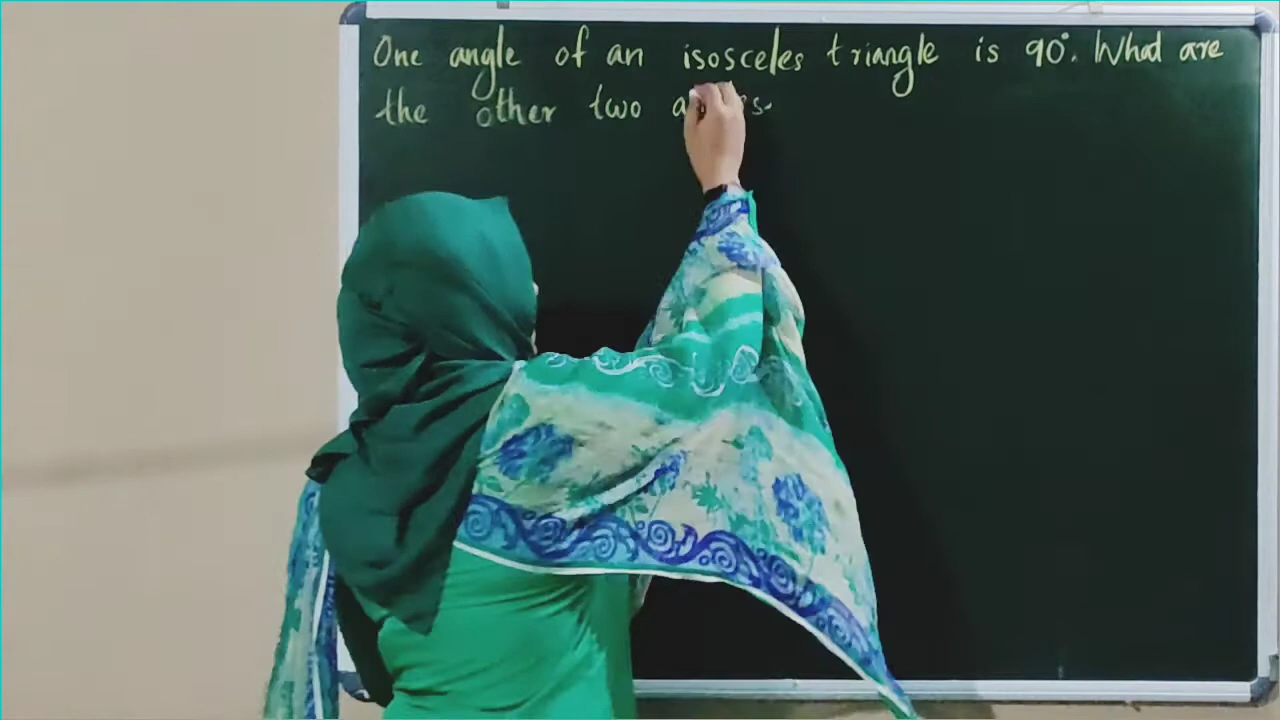 One angle of an isosceles triangle is 90°. What are
the other two